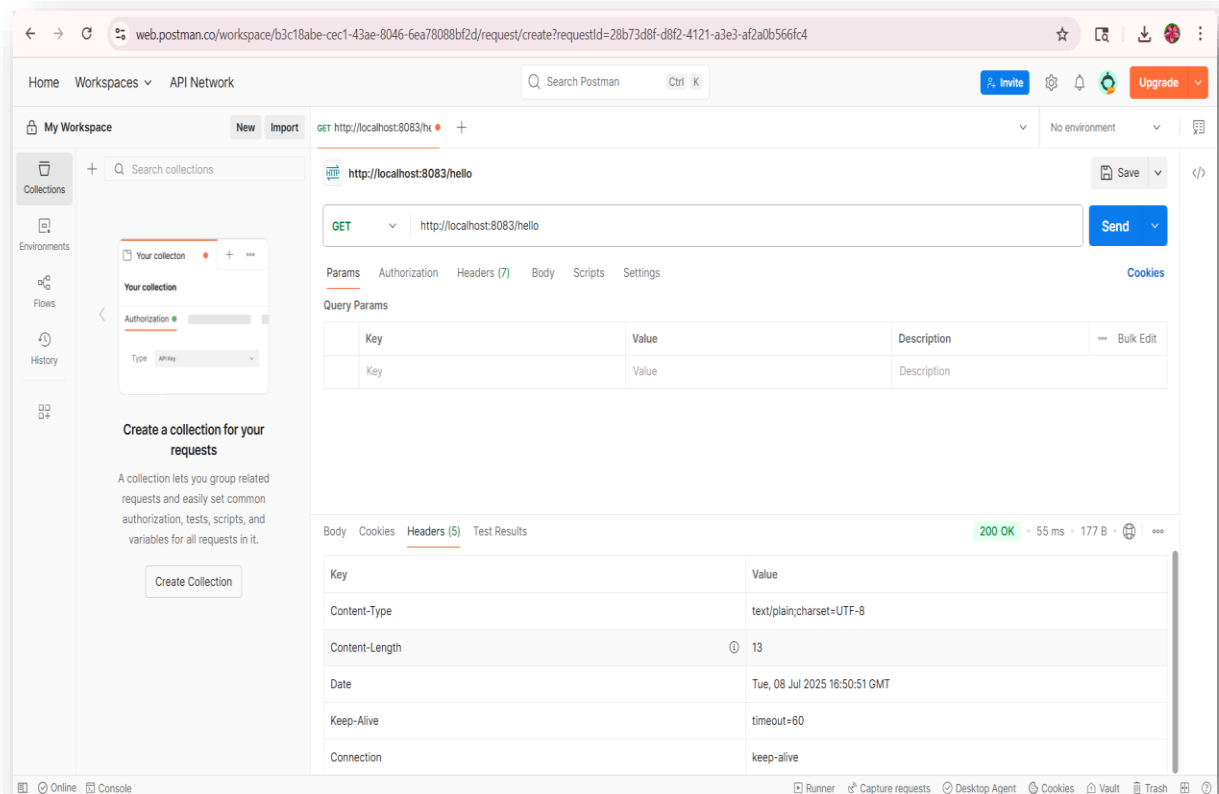 web.postman.co/workspace/b3c18abe-cec1-43ae-8046-6ea78088bf2d/request/create?requestId=28b73d8f-d8f2-4121-a3e3-af2a0b566fc4
Home Workspaces API Network Search Postman Ctrl K Invite Upgrade
My Workspace New Import GET http://localhost:8083/he No environment
Collections
Search collections
HTTP http://localhost:8083/hello Save
GET http://localhost:8083/hello Send
Environments
Flows
History
Your collecton
Your collection
Authorization
Type API Key
Create a collection for your
requests
A collection lets you group related
requests and easily set common
authorization, tests, scripts, and
variables for all requests in it.
Create Collection
Params Authorization Headers (7) Body Scripts Settings Cookies
Query Params
Key Value Description Bulk Edit
Key Value Description
Body Cookies Headers (5) Test Results 200 OK 55 ms 177 B
Key Value
Content-Type text/plain;charset=UTF-8
Content-Length 13
Date Tue, 08 Jul 2025 16:50:51 GMT
Keep-Alive timeout=60
Connection keep-alive
Online Console Runner Capture requests Desktop Agent Cookies Vault Trash